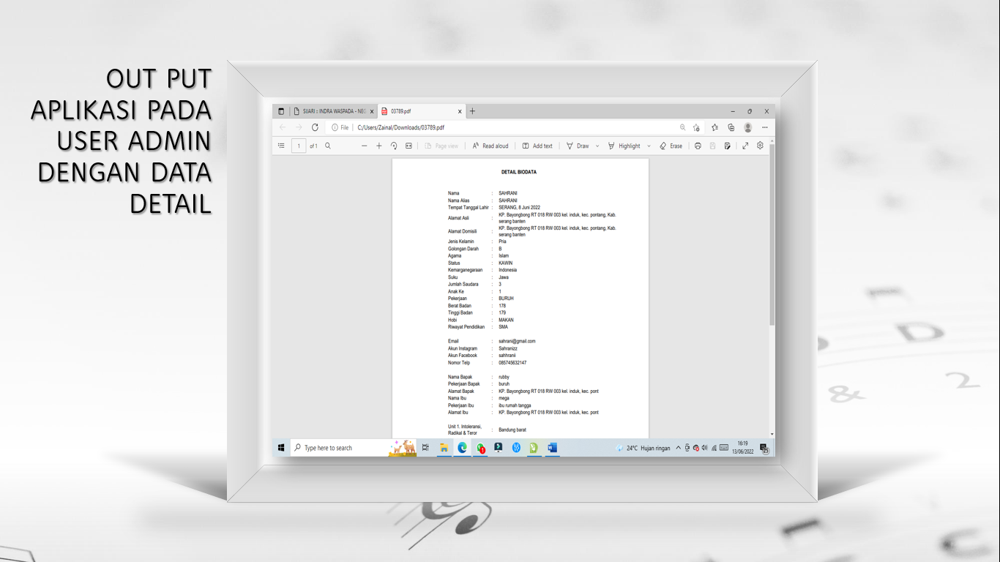 OUT PUT
APLIKASI PADA
USER ADMIN
DENGAN DATA
DETAIL
SIJARI :: INDRA WASPADA - NEG
03789.pdf
File | C:/Users/Zainal/Downloads/03789.pdf
1 of 1
Page view
Read aloud
Add text
Draw
Highlight
Erase
DETAIL BIODATA
Nama : SAHRANI
Nama Alias : SAHRANI
Tempat Tanggal Lahir : SERANG, 8 Juni 2022
Alamat Asli : KP. Bayongbong RT 018 RW 003 kel. induk, kec. pontang, Kab.
serang banten
Alamat Domisili : KP. Bayongbong RT 018 RW 003 kel. induk, kec. pontang, Kab.
serang banten
Jenis Kelamin : Pria
Golongan Darah : B
Agama : Islam
Status : KAWIN
Kemarganegaraan : Indonesia
Suku : Jawa
Jumlah Saudara : 3
Anak Ke : 1
Pekerjaan : BURUH
Berat Badan : 178
Tinggi Badan : 179
Hobi : MAKAN
Riwayat Pendidikan : SMA
Email : sahrani@gmail.com
Akun Instagram : Sahranizz
Akun Facebook : sahhranii
Nomor Telp : 085745632147
Nama Bapak : rubby
Pekerjaan Bapak : buruh
Alamat Bapak : KP. Bayongbong RT 018 RW 003 kel. induk, kec. pont
Nama Ibu : mega
Pekerjaan Ibu : ibu rumah tangga
Alamat Ibu : KP. Bayongbong RT 018 RW 003 kel. induk, kec. pont
Unit 1. Intoleransi,
Radikal & Teror : Bandung barat
Type here to search
24°C Hujan ringan
16:19
13/06/2022
25
D
& 2